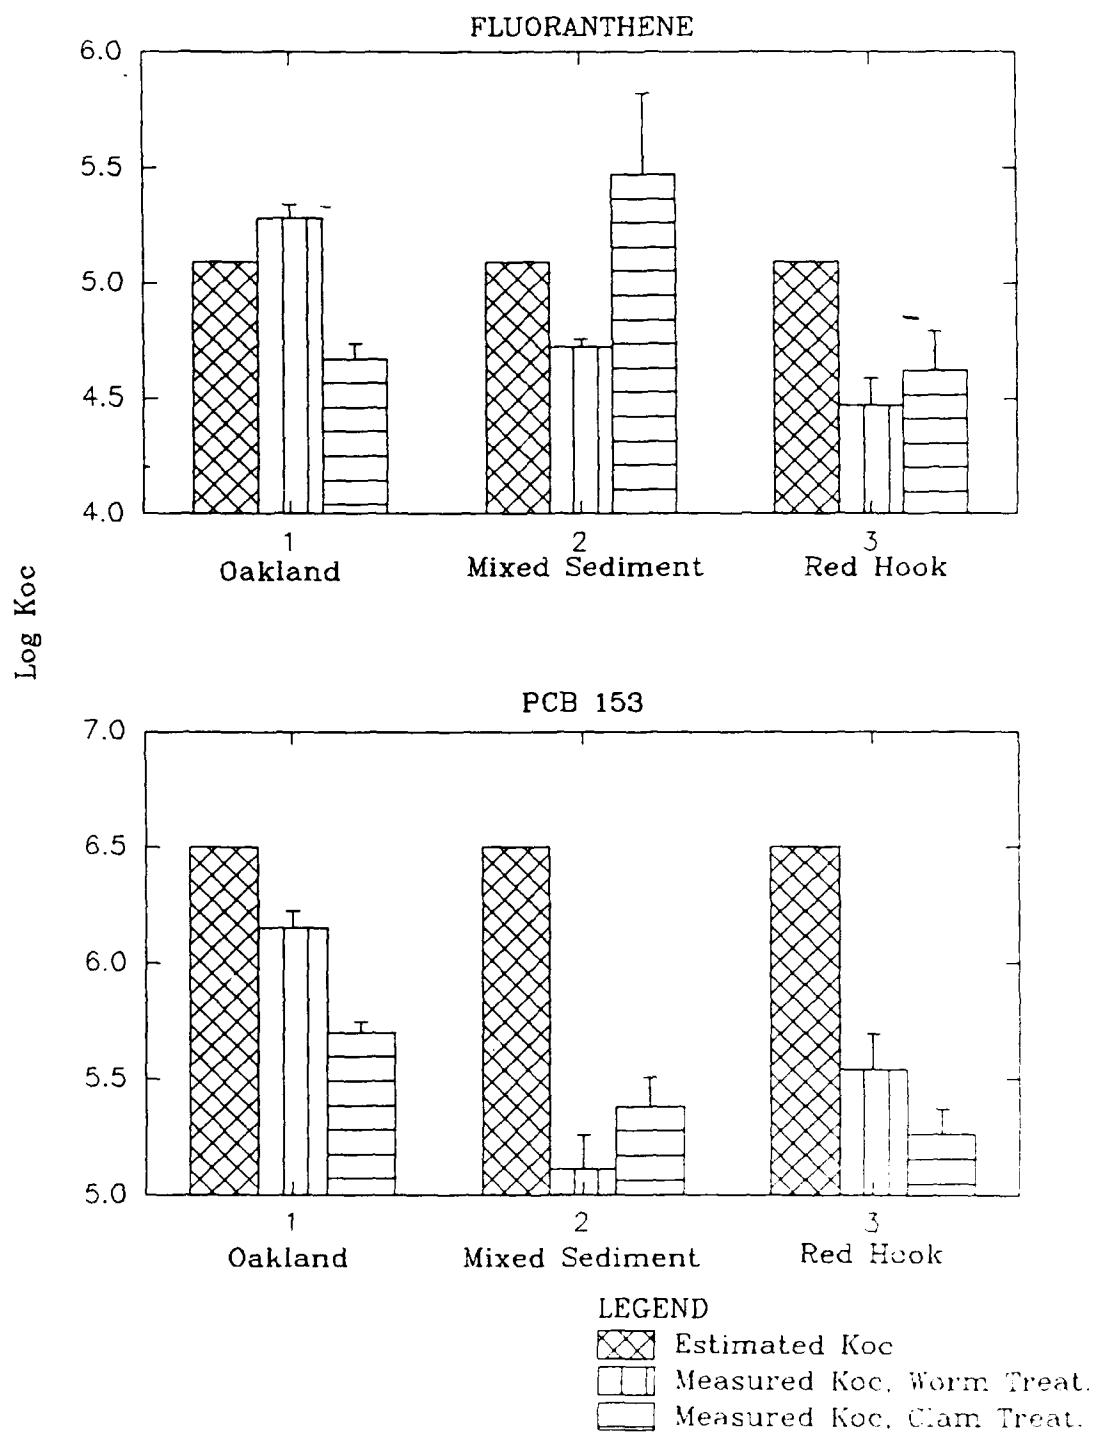 FLUORANTHENE
6.0
5.5
5.0
4.5
4.0
1
2
3
Oakland
Mixed Sediment
Red Hook
Log Koc
PCB 153
7.0
6.5
6.0
5.5
5.0
1
2
3
Oakland
Mixed Sediment
Red Hook
LEGEND
Estimated Koc
Measured Koc, Worm Treat.
Measured Koc, Clam Treat.